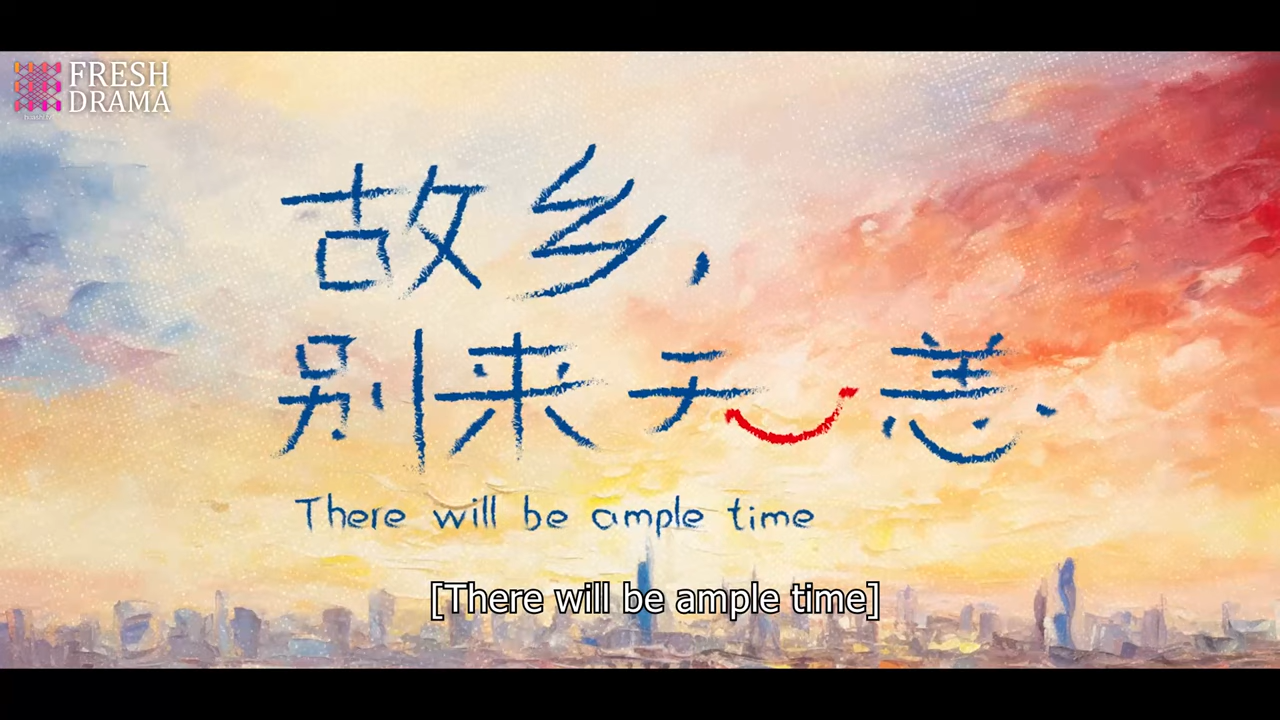 FRESH
DRAMA
故乡,
别来无恙.
There will be ample time
[There will be ample time]